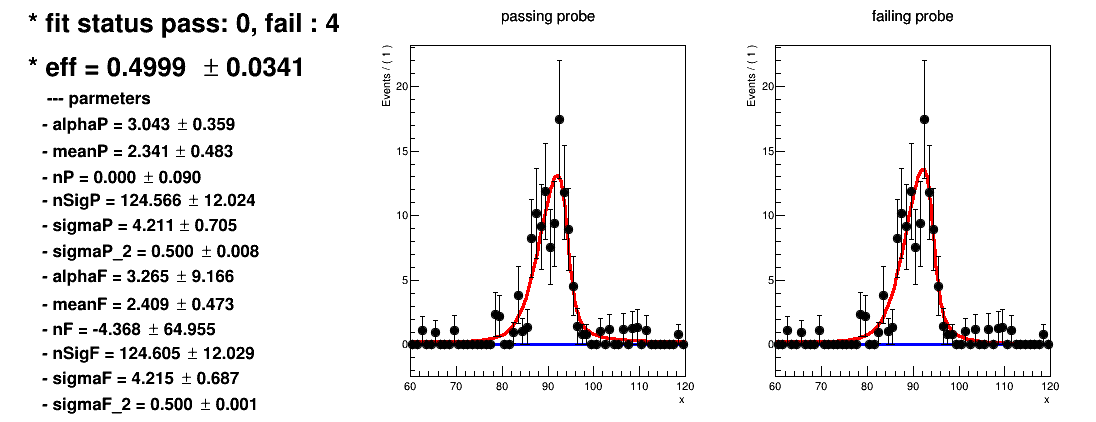 * fit status pass: 0, fail : 4
* eff = 0.4999 ± 0.0341
--- parmeters
- alphaP = 3.043 ± 0.359
- meanP = 2.341 ± 0.483
- nP = 0.000 ± 0.090
- nSigP = 124.566 ± 12.024
- sigmaP = 4.211 ± 0.705
- sigmaP_2 = 0.500 ± 0.008
- alphaF = 3.265 ± 9.166
- meanF = 2.409 ± 0.473
- nF = -4.368 ± 64.955
- nSigF = 124.605 ± 12.029
- sigmaF = 4.215 ± 0.687
- sigmaF_2 = 0.500 ± 0.001
passing probe
Events / ( 1 )
20
15
10
5
0
60 70 80 90 100 110 120
x
failing probe
Events / ( 1 )
20
15
10
5
0
60 70 80 90 100 110 120
x